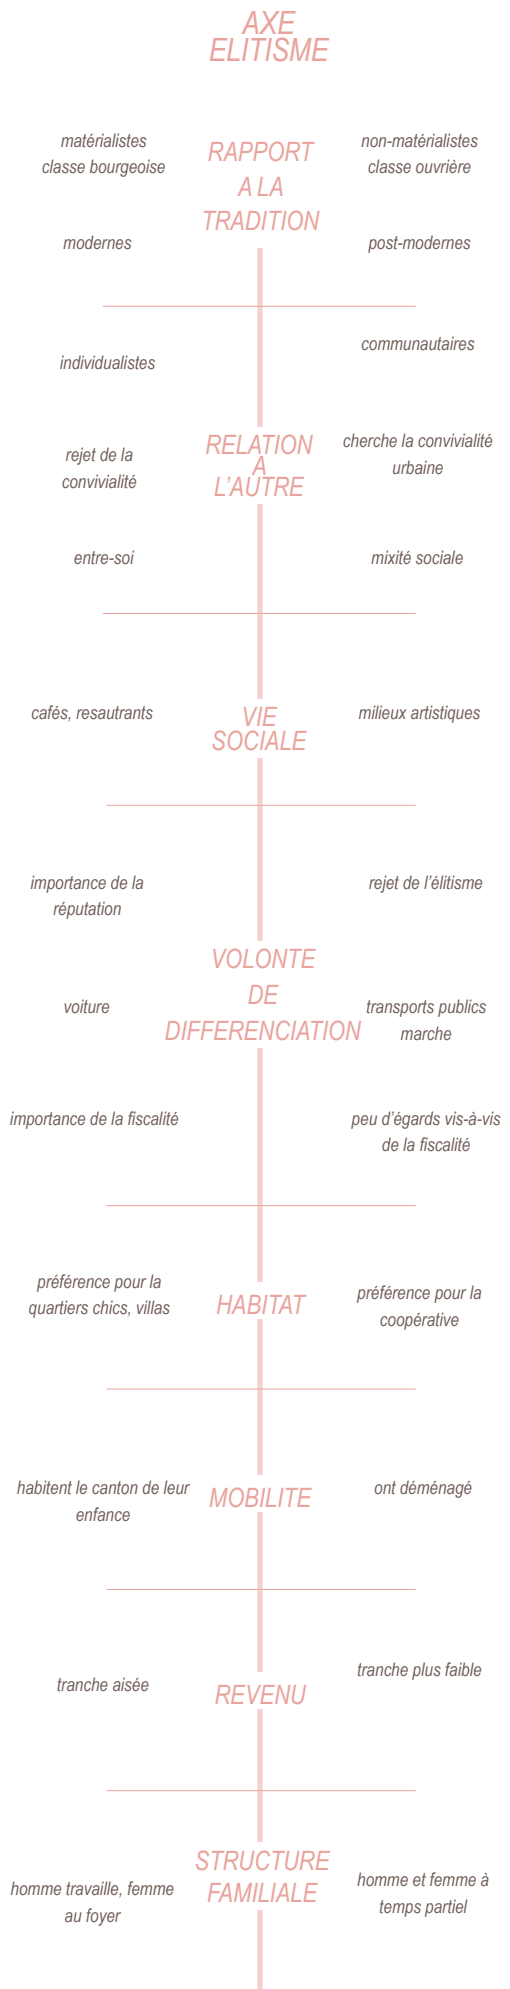 AXE
ELITISME
matérialistes
classe bourgeoise
RAPPORT
A LA
TRADITION
non-matérialistes
classe ouvrière
modernes
post-modernes
individualistes
communautaires
rejet de la
convivialité
RELATION
A
L'AUTRE
cherche la convivialité
urbaine
entre-soi
mixité sociale
cafés, resautrants
VIE
SOCIALE
milieux artistiques
importance de la
réputation
rejet de l'élitisme
VOLONTE
DE
DIFFERENCIATION
voiture
transports publics
marche
importance de la fiscalité
peu d'égards vis-à-vis
de la fiscalité
préférence pour la
quartiers chics, villas
HABITAT
préférence pour la
coopérative
habitent le canton de leur
enfance
MOBILITE
ont déménagé
tranche aisée
REVENU
tranche plus faible
STRUCTURE
FAMILIALE
homme travaille, femme
au foyer
homme et femme à
temps partiel